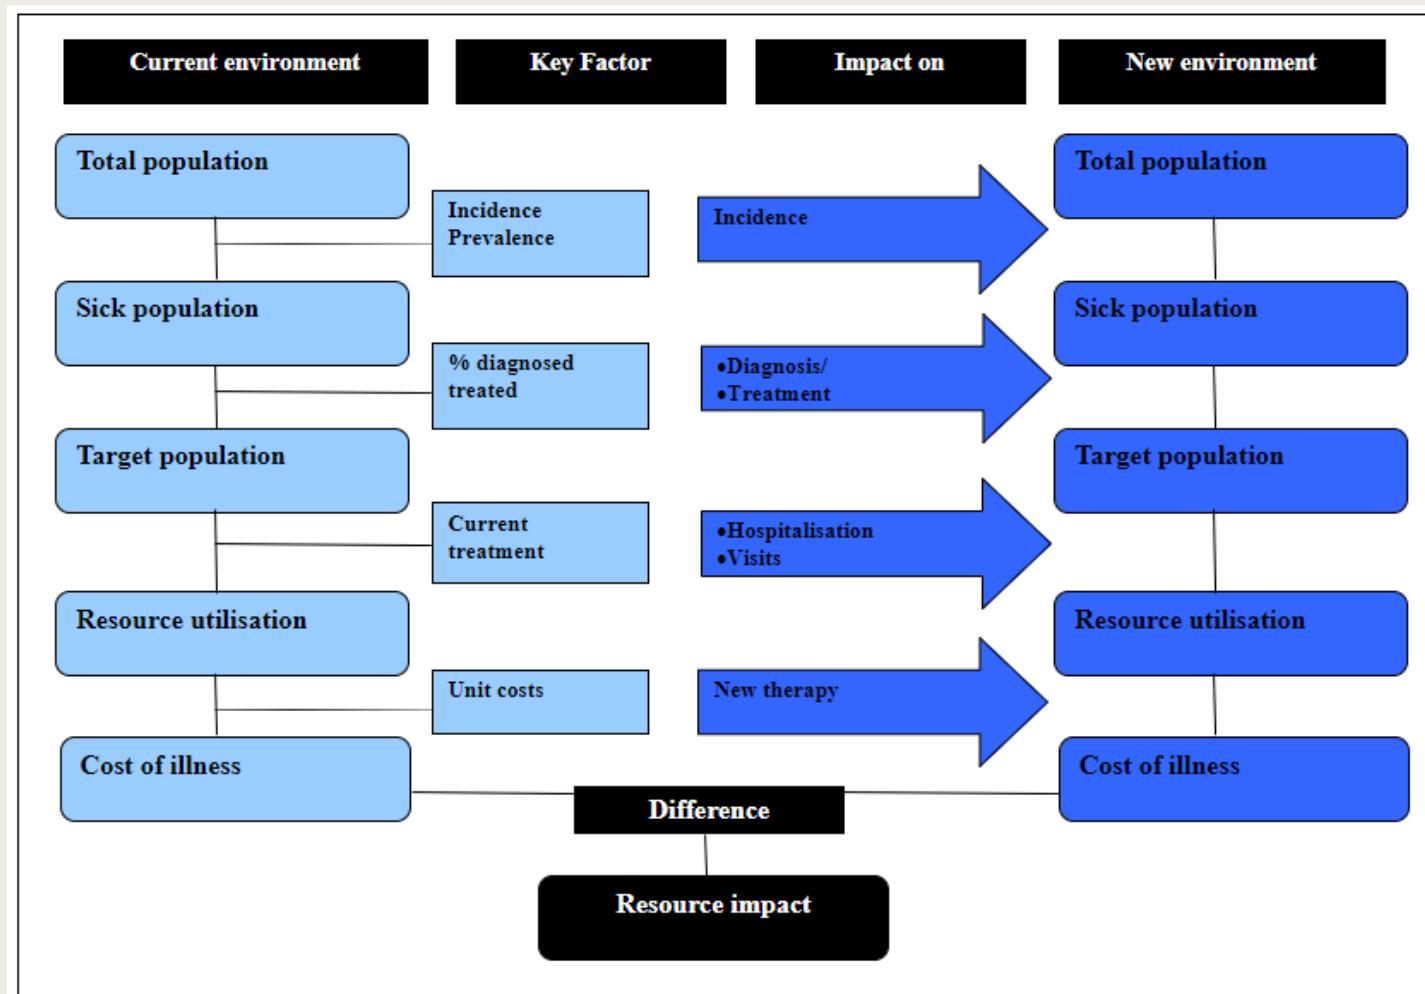 Current environment
Key Factor
Impact on
New environment
Total population
Incidence
Prevalence
Incidence
Total population
Sick population
% diagnosed
treated
•Diagnosis/
•Treatment
Sick population
Target population
Current
treatment
•Hospitalisation
•Visits
Target population
Resource utilisation
Unit costs
New therapy
Resource utilisation
Cost of illness
Difference
Cost of illness
Resource impact